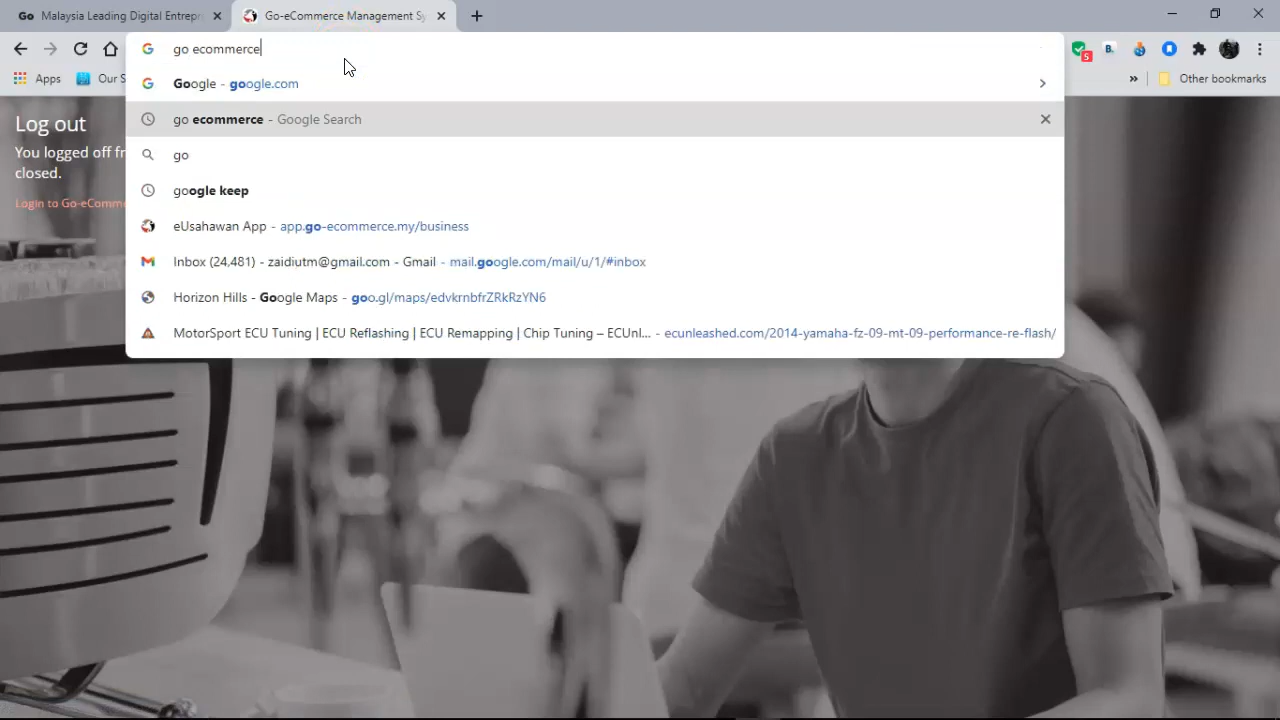 Go Malaysia Leading Digital Entrepr
Go-eCommerce Management Sy
go ecommerce
5
B.
Apps
Our S
Other bookmarks
Google - google.com
go ecommerce - Google Search
go
google keep
eUsahawan App - app.go-ecommerce.my/business
Inbox (24,481) - zaidiutm@gmail.com - Gmail - mail.google.com/mail/u/1/#inbox
Horizon Hills - Google Maps - goo.gl/maps/edvkrnbfrZRkRzYN6
MotorSport ECU Tuning | ECU Reflashing | ECU Remapping | Chip Tuning – ECUnl... - ecunleashed.com/2014-yamaha-fz-09-mt-09-performance-re-flash/
Log out
You logged off fr
closed.
Login to Go-eComme